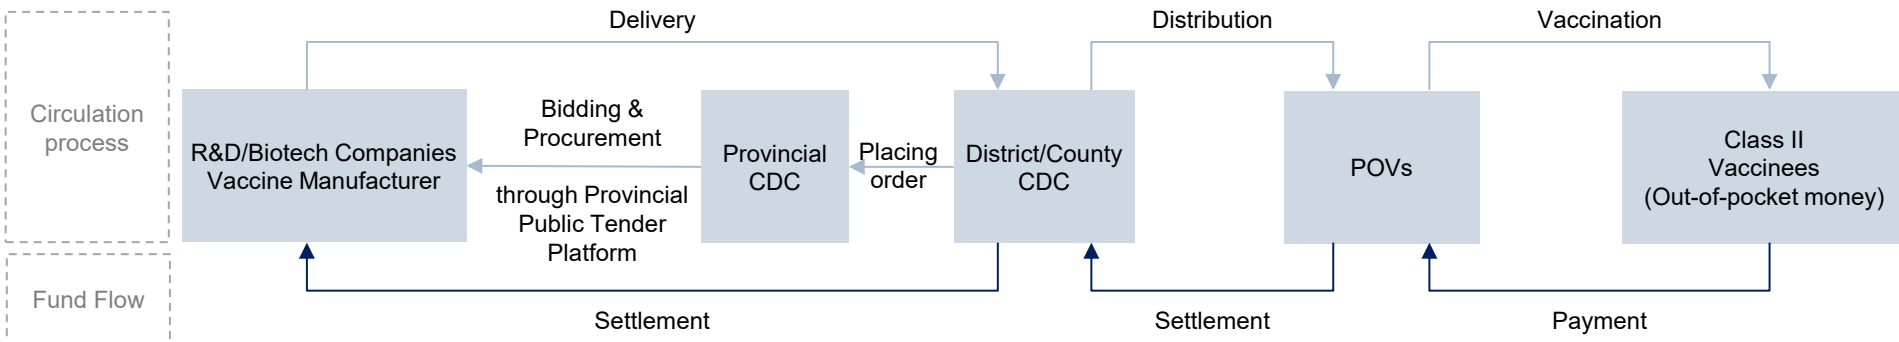 Delivery
Distribution
Vaccination
Circulation
process
R&D/Biotech Companies
Vaccine Manufacturer
Bidding &
Procurement
through Provincial
Public Tender
Platform
Provincial
CDC
Placing
order
District/County
CDC
POVs
Class II
Vaccinees
(Out-of-pocket money)
Fund Flow
Settlement
Settlement
Payment